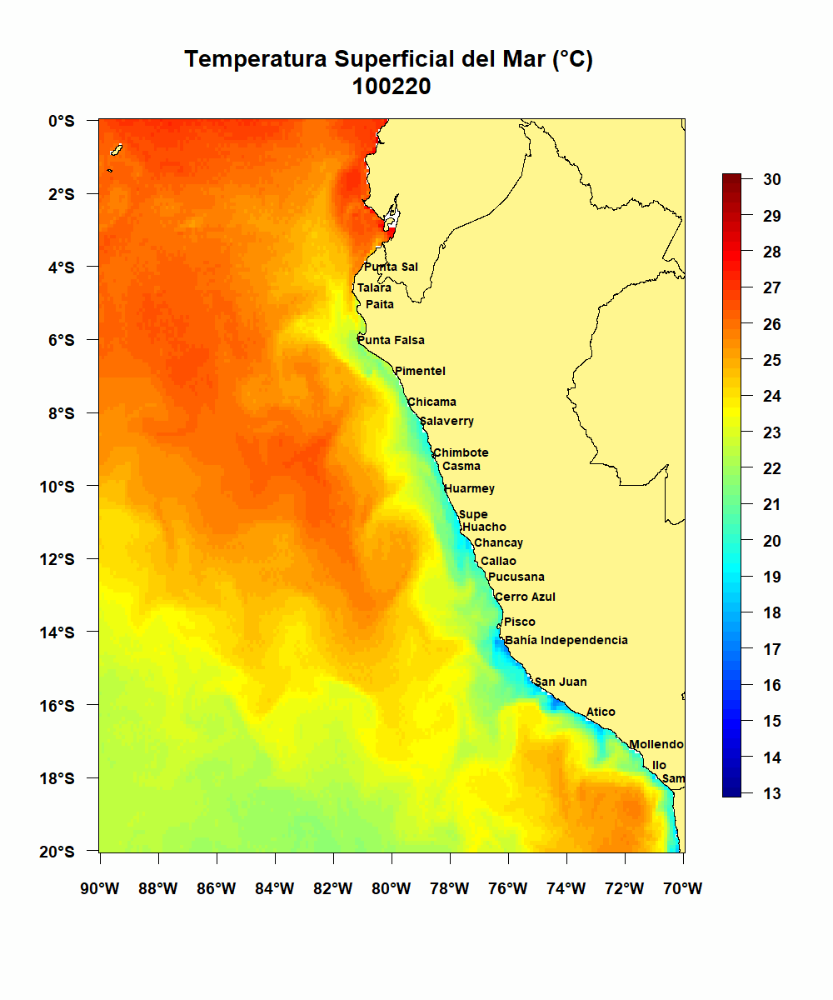 Temperatura Superficial del Mar (°C)
100220
0°S
2°S
4°S
6°S
8°S
10°S
12°S
14°S
16°S
18°S
20°S
Punta Sal
Talara
Paita
Punta Falsa
Pimentel
Chicama
Salaverry
Chimbote
Casma
Huarmey
Supe
Huacho
Chancay
Callao
Pucusana
Cerro Azul
Pisco
Bahía Independencia
San Juan
Atico
Mollendo
Ilo
Sam
30
29
28
27
26
25
24
23
22
21
20
19
18
17
16
15
14
13
90°W 88°W 86°W 84°W 82°W 80°W 78°W 76°W 74°W 72°W 70°W